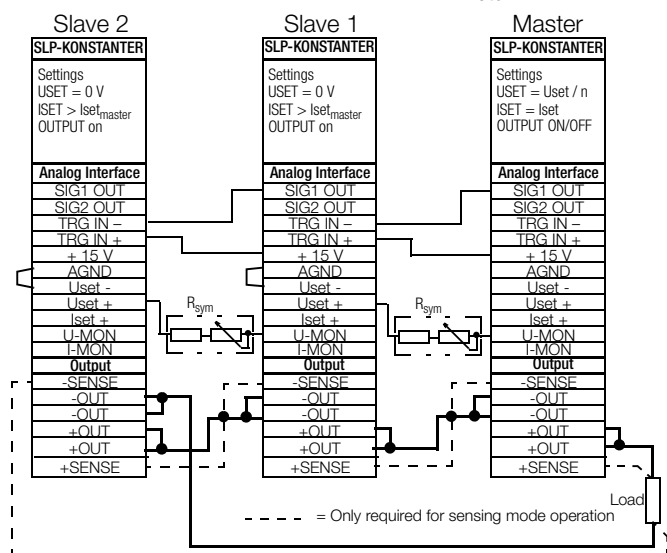 Slave 2
SLP-KONSTANTER
Settings
USET = 0 V
ISET > Isetmaster
OUTPUT on
Analog Interface
SIG1 OUT
SIG2 OUT
TRG IN –
TRG IN +
+ 15 V
AGND
Uset -
Uset +
Iset +
U-MON
I-MON
Output
-SENSE
-OUT
-OUT
+OUT
+OUT
+SENSE
Rsym
Slave 1
SLP-KONSTANTER
Settings
USET = 0 V
ISET > Isetmaster
OUTPUT on
Analog Interface
SIG1 OUT
SIG2 OUT
TRG IN –
TRG IN +
+ 15 V
AGND
Uset -
Uset +
Iset +
U-MON
I-MON
Output
-SENSE
-OUT
-OUT
+OUT
+OUT
+SENSE
Rsym
Master
SLP-KONSTANTER
Settings
USET = Uset / n
ISET = Iset
OUTPUT ON/OFF
Analog Interface
SIG1 OUT
SIG2 OUT
TRG IN –
TRG IN +
+ 15 V
AGND
Uset -
Uset +
Iset +
U-MON
I-MON
Output
-SENSE
-OUT
-OUT
+OUT
+OUT
+SENSE
Load
= Only required for sensing mode operation